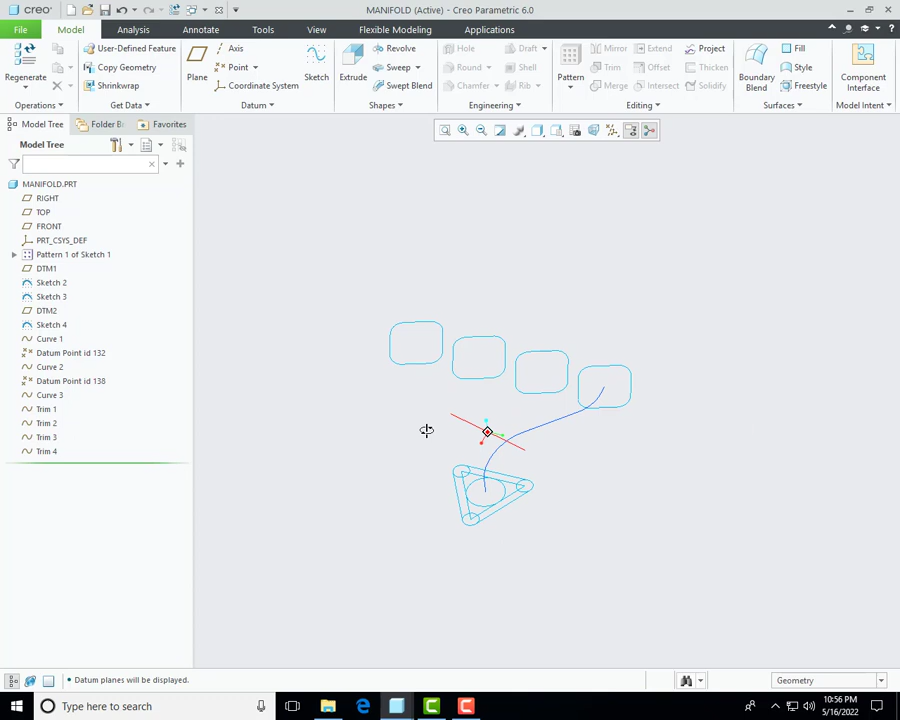 creo
MANIFOLD (Active) - Creo Parametric 6.0
File Model Analysis Annotate Tools View Flexible Modeling Applications
Regenerate
User-Defined Feature
Copy Geometry
Shrinkwrap
Plane
Axis
Point
Coordinate System
Sketch
Extrude
Revolve
Sweep
Swept Blend
Hole
Round
Chamfer
Draft
Shell
Rib
Pattern
Mirror
Trim
Merge
Extend
Offset
Intersect
Project
Thicken
Solidify
Boundary
Blend
Fill
Style
Freestyle
Component
Interface
Operations Get Data Datum Shapes Engineering Editing Surfaces Model Intent
Model Tree Folder Br Favorites
Model Tree
MANIFOLD.PRT
RIGHT
TOP
FRONT
PRT_CSYS_DEF
Pattern 1 of Sketch 1
DTM1
Sketch 2
Sketch 3
DTM2
Sketch 4
Curve 1
Datum Point id 132
Curve 2
Datum Point id 138
Curve 3
Trim 1
Trim 2
Trim 3
Trim 4
Datum planes will be displayed.
Geometry
Type here to search
10:56 PM
5/16/2022